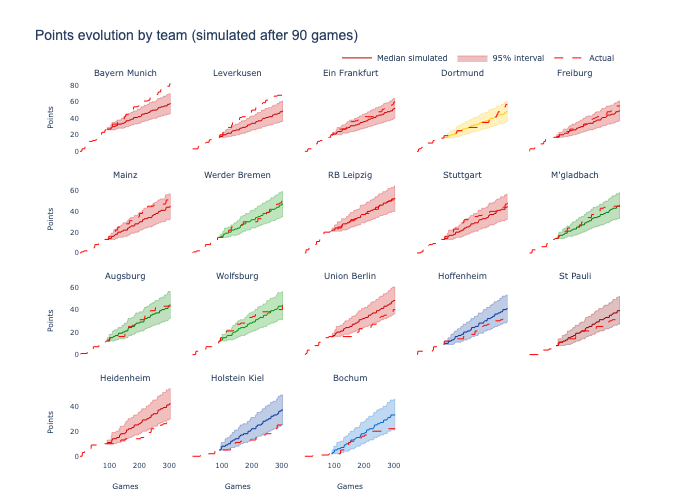 Points evolution by team (simulated after 90 games)
Median simulated 95% interval Actual
Bayern Munich Leverkusen Ein Frankfurt Dortmund Freiburg
80
60
40
20
0
Points
Mainz Werder Bremen RB Leipzig Stuttgart M'gladbach
60
40
20
0
Points
Augsburg Wolfsburg Union Berlin Hoffenheim St Pauli
60
40
20
0
Points
Heidenheim Holstein Kiel Bochum
40
20
0
Points
100 200 300 100 200 300 100 200 300
Games Games Games